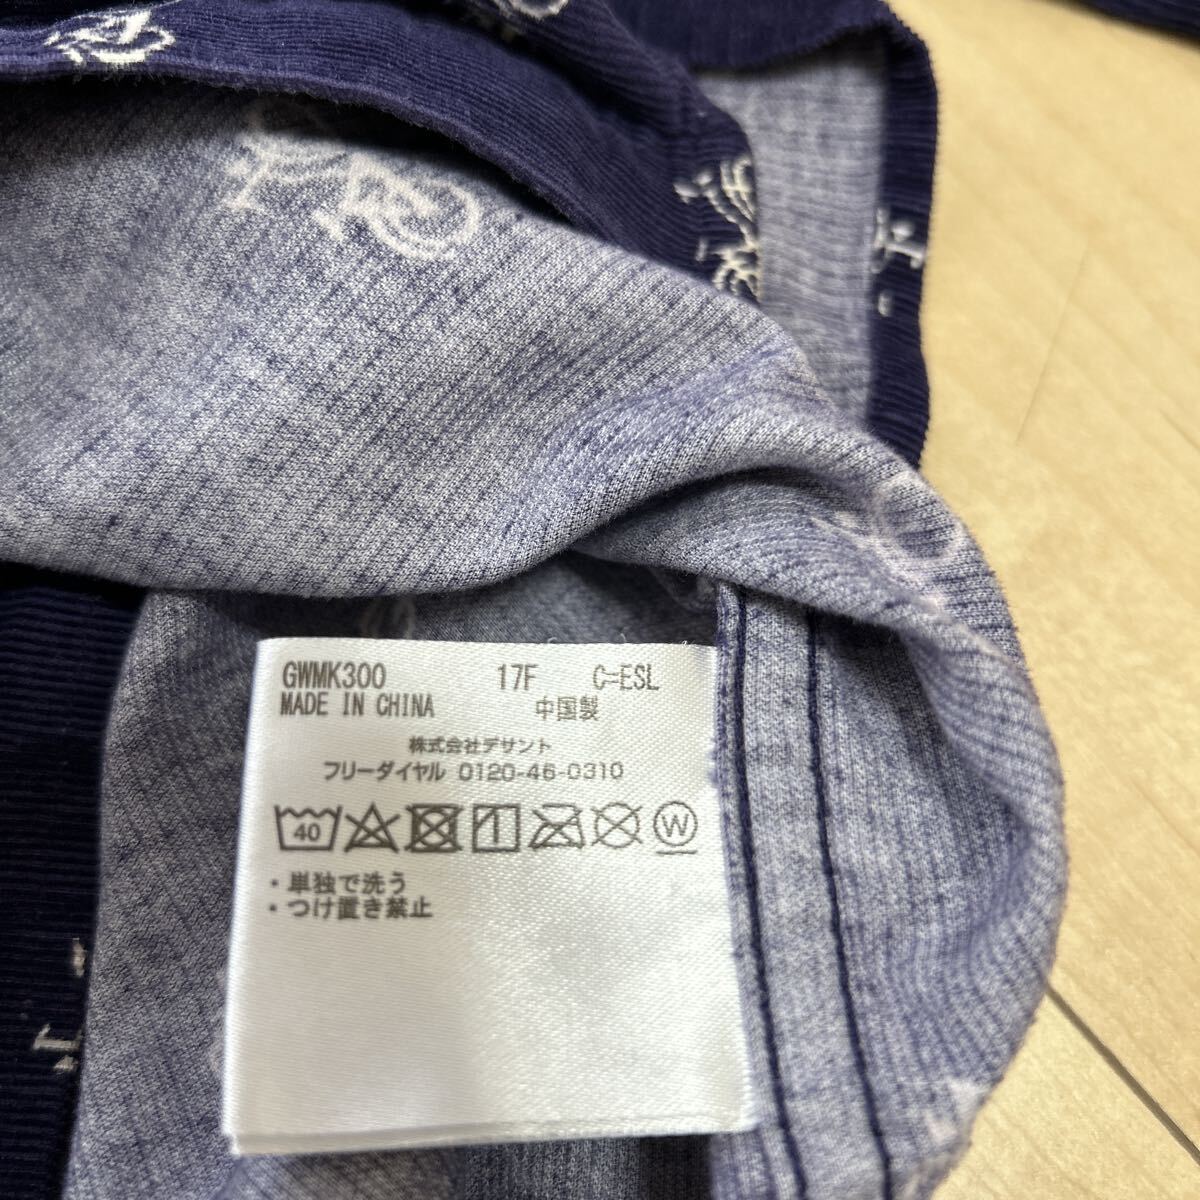 GWMK300 17F C=ESL
MADE IN CHINA 中国製
株式会社デサント
フリーダイヤル 0120-46-0310
40 W
・単独で洗う
・つけ置き禁止